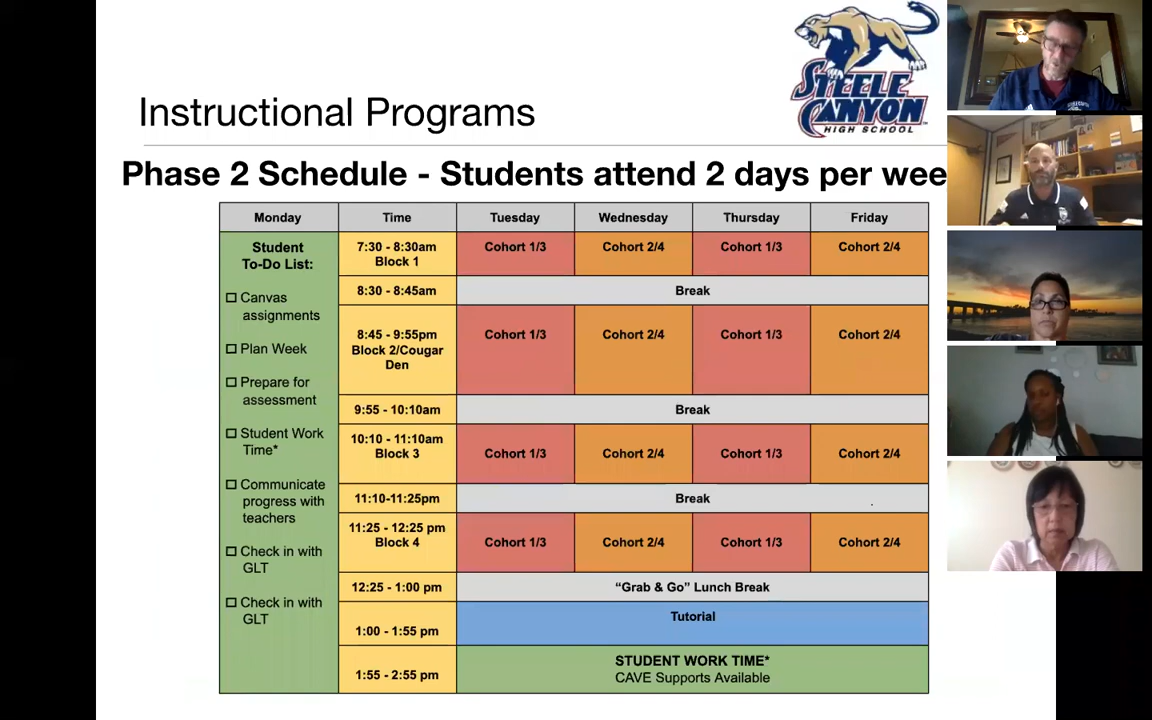 STEELE
CANYON
HIGH SCHOOL
Instructional Programs
Phase 2 Schedule - Students attend 2 days per wee
Monday Time Tuesday Wednesday Thursday Friday
Student
To-Do List:
Canvas
assignments
Plan Week
Prepare for
assessment
Student Work
Time*
Communicate
progress with
teachers
Check in with
GLT
Check in with
GLT
7:30 - 8:30am
Block 1
Cohort 1/3 Cohort 2/4 Cohort 1/3 Cohort 2/4
8:30 - 8:45am Break
8:45 - 9:55pm
Block 2/Cougar
Den
Cohort 1/3 Cohort 2/4 Cohort 1/3 Cohort 2/4
9:55 - 10:10am Break
10:10 - 11:10am
Block 3
Cohort 1/3 Cohort 2/4 Cohort 1/3 Cohort 2/4
11:10-11:25pm Break
11:25 - 12:25 pm
Block 4
Cohort 1/3 Cohort 2/4 Cohort 1/3 Cohort 2/4
12:25 - 1:00 pm “Grab & Go” Lunch Break
1:00 - 1:55 pm Tutorial
1:55 - 2:55 pm STUDENT WORK TIME*
CAVE Supports Available